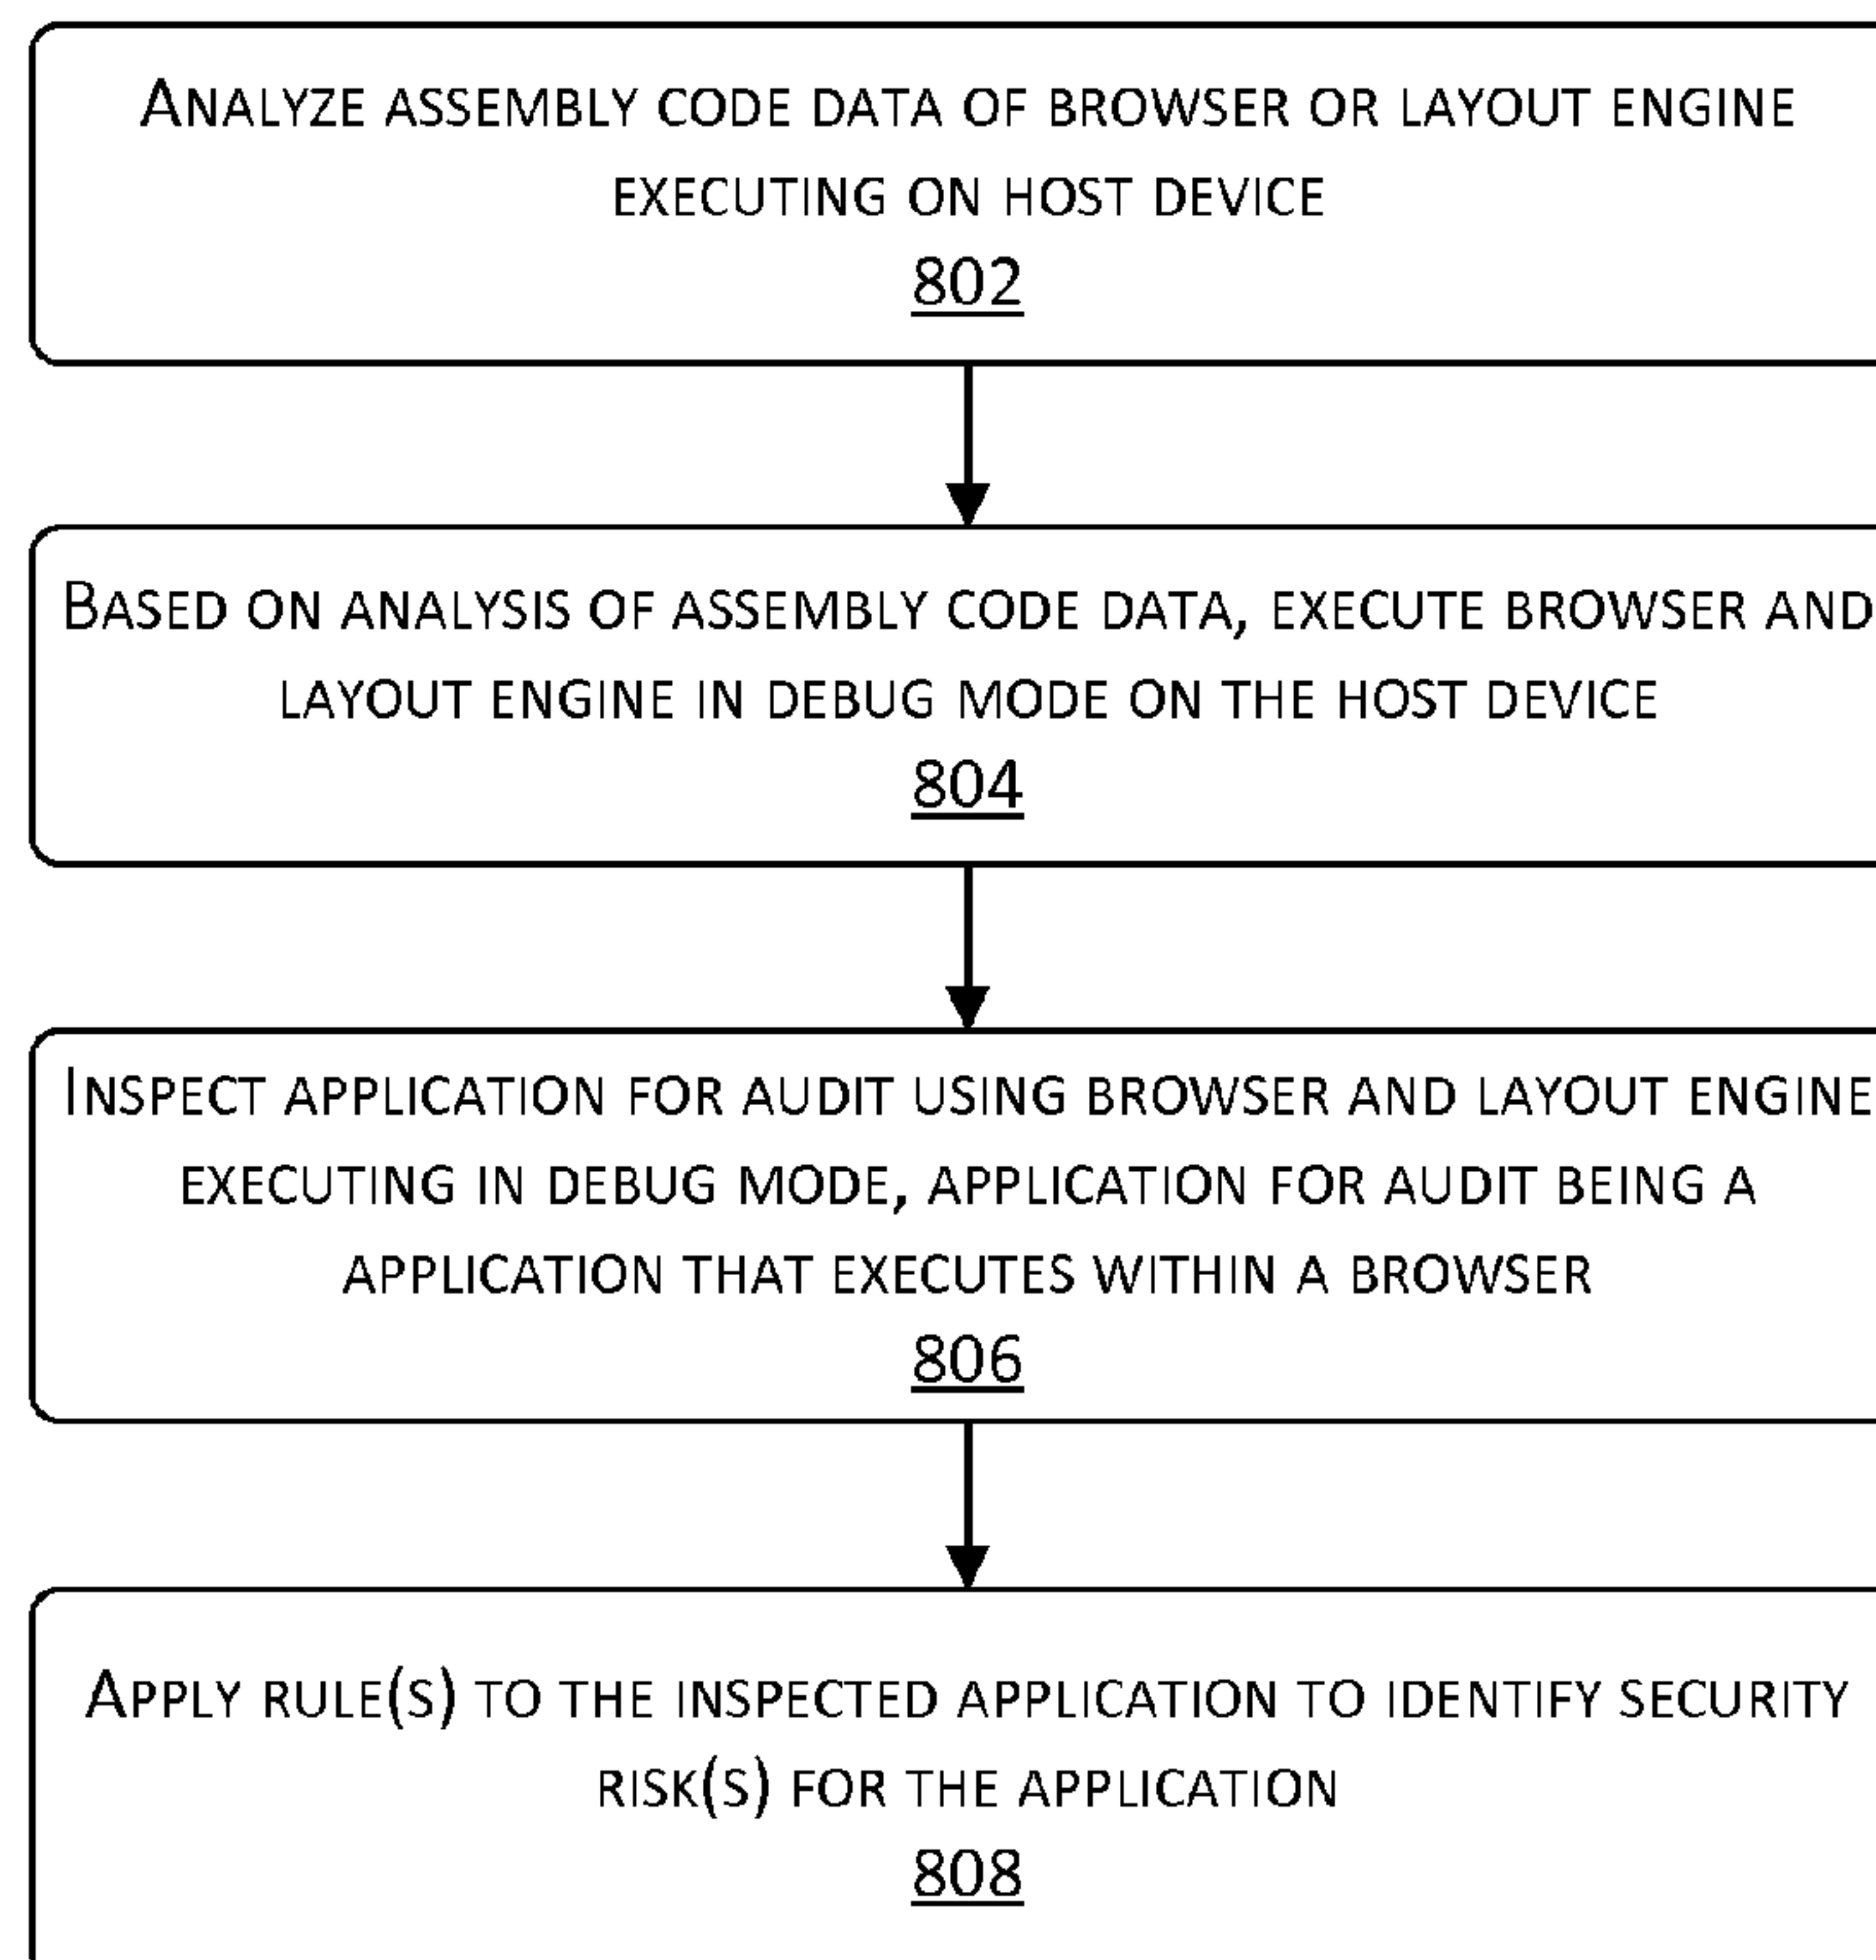 Analyze assembly code data of browser or layout engine
executing on host device
802
Based on analysis of assembly code data, execute browser and
layout engine in debug mode on the host device
804
Inspect application for audit using browser and layout engine
executing in debug mode, application for audit being a
application that executes within a browser
806
Apply rule(s) to the inspected application to identify security
risk(s) for the application
808